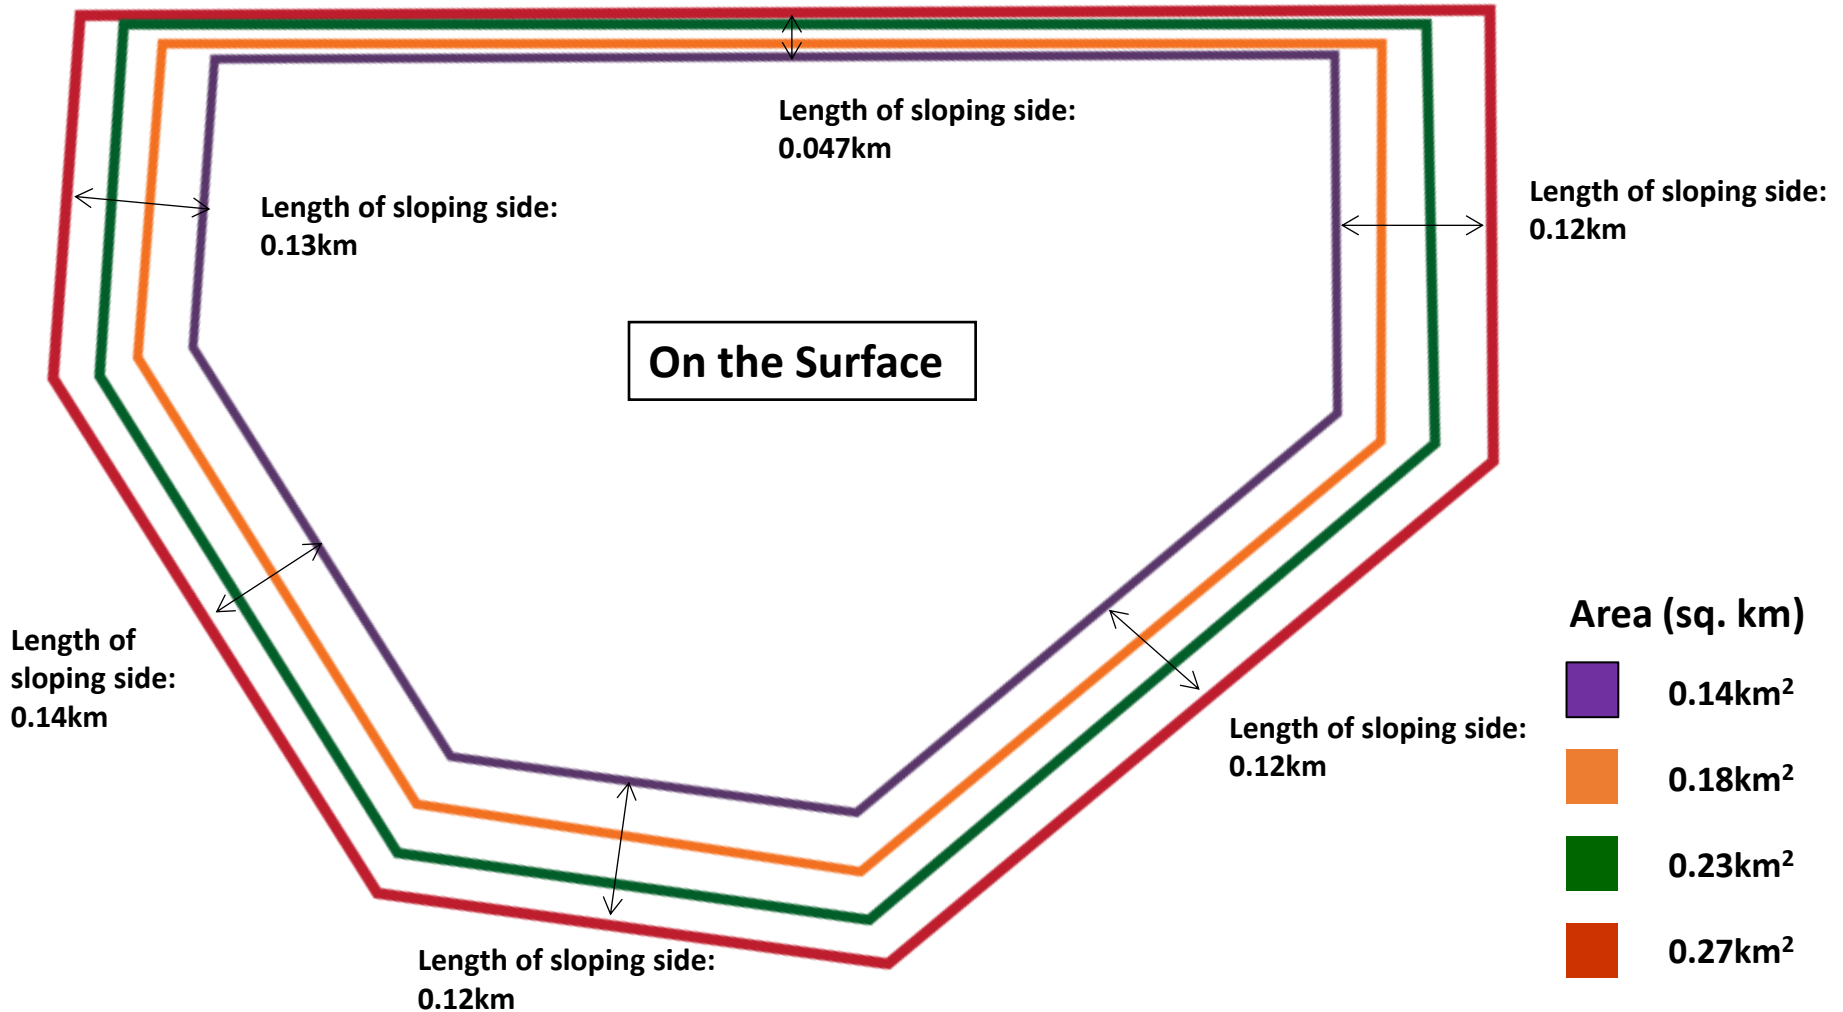 Length of sloping side:
0.047km
Length of sloping side:
0.13km
Length of sloping side:
0.12km
On the Surface
Length of
sloping side:
0.14km
Length of sloping side:
0.12km
Length of sloping side:
0.12km
Area (sq. km)
0.14km²
0.18km²
0.23km²
0.27km²